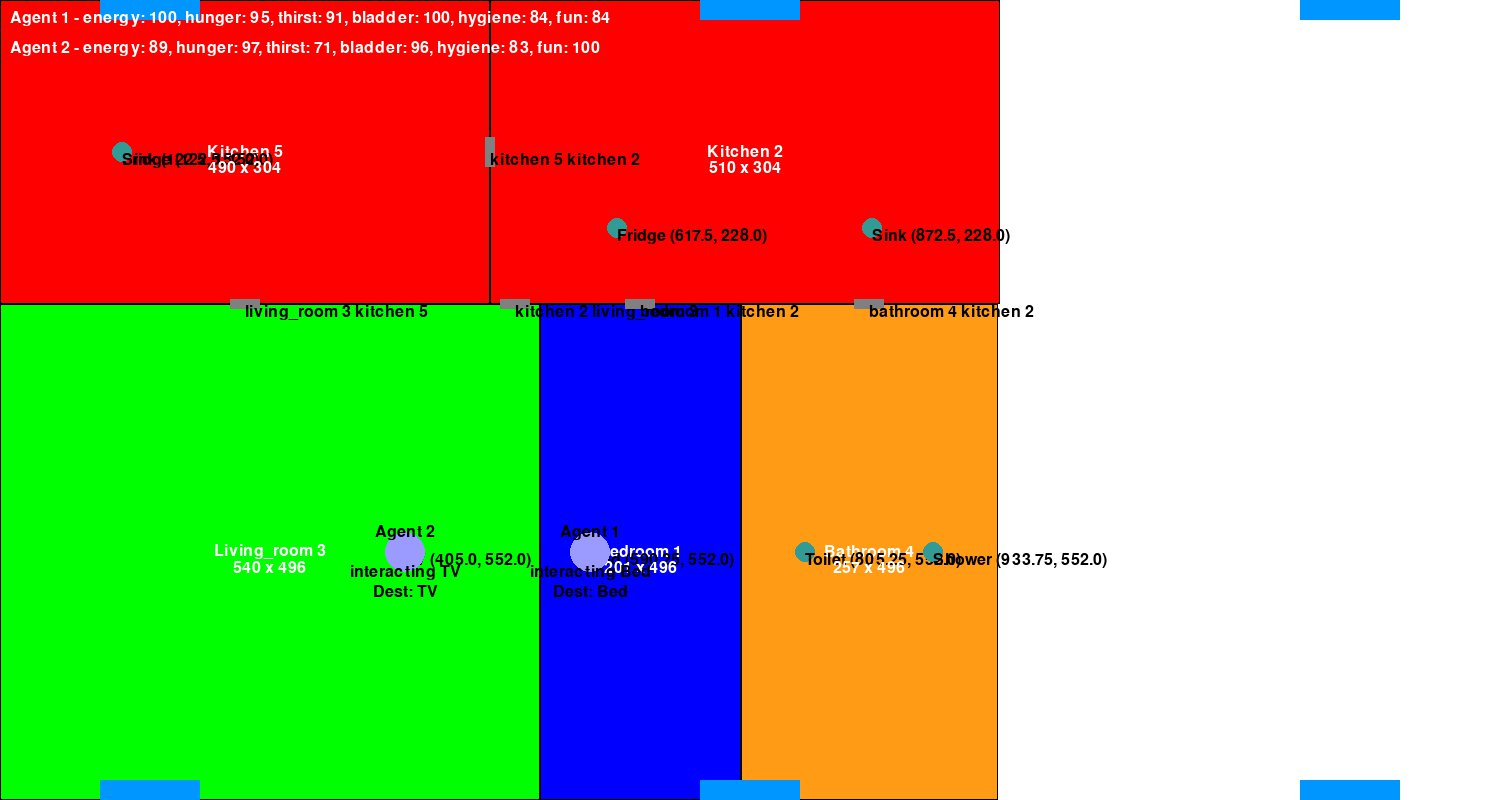 Agent 1 - energy: 100, hunger: 95, thirst: 91, bladder: 100, hygiene: 84, fun: 84
Agent 2 - energy: 89, hunger: 97, thirst: 71, bladder: 96, hygiene: 83, fun: 100
Kitchen 5
490 x 304
Kitchen 2
510 x 304
kitchen 5 kitchen 2
Fridge (617.5, 228.0)
Sink (872.5, 228.0)
living_room 3 kitchen 5
kitchen 2 living_room 3
bedroom 1 kitchen 2
bathroom 4 kitchen 2
Agent 2
Agent 1
Living_room 3
540 x 496
(405.0, 552.0)
interacting TV
Dest: TV
edroom 1
201 x 496
552.0)
interacting Bed
Dest: Bed
Bathroom 4
257 x 496
Toilet (805.25, 552.0)
Shower (933.75, 552.0)